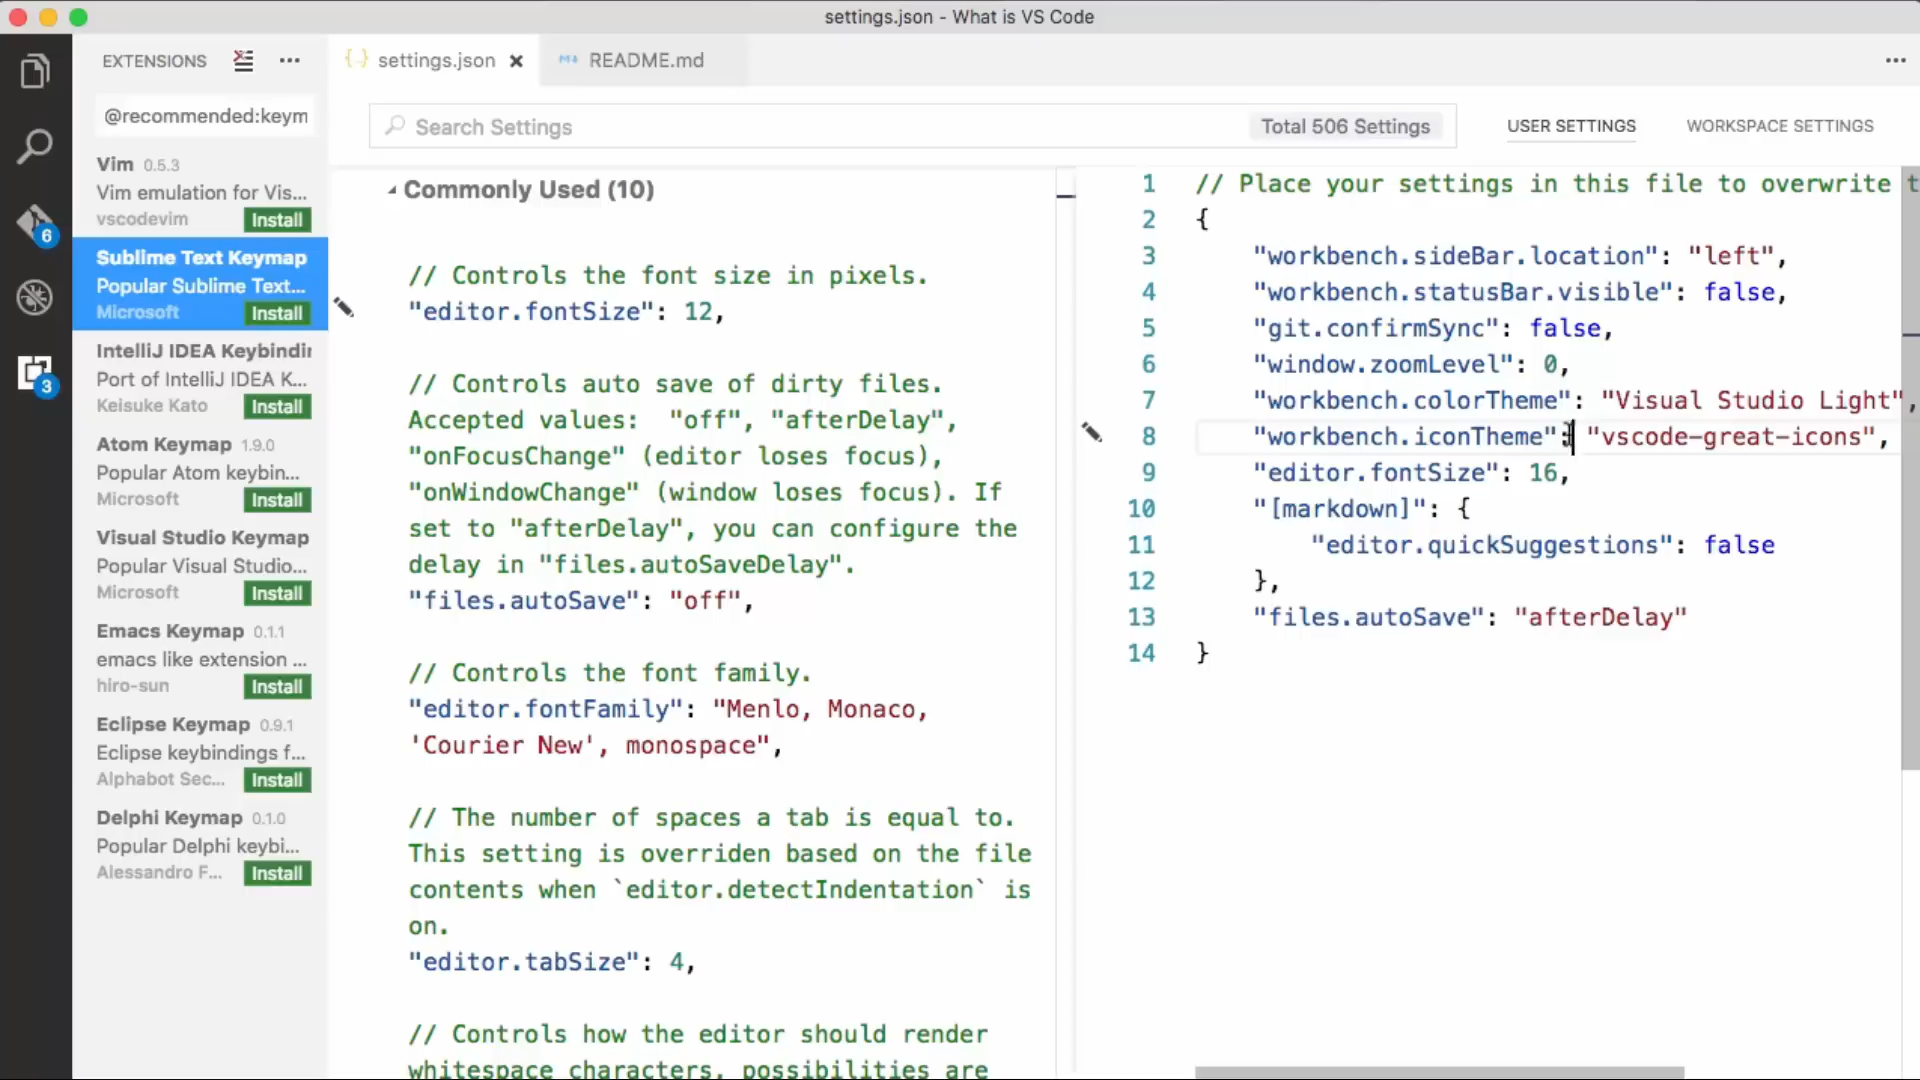 settings.json - What is VS Code
EXTENSIONS
@recommended:keym
Vim 0.5.3
Vim emulation for Vis...
vscodevim Install
Sublime Text Keymap
Popular Sublime Text...
Microsoft Install
IntelliJ IDEA Keybindin
Port of IntelliJ IDEA K...
Keisuke Kato Install
Atom Keymap 1.9.0
Popular Atom keybin...
Microsoft Install
Visual Studio Keymap
Popular Visual Studio...
Microsoft Install
Emacs Keymap 0.1.1
emacs like extension ...
hiro-sun Install
Eclipse Keymap 0.9.1
Eclipse keybindings f...
Alphabot Sec... Install
Delphi Keymap 0.1.0
Popular Delphi keybi...
Alessandro F... Install
6
3
{} settings.json
README.md
Search Settings Total 506 Settings
USER SETTINGS WORKSPACE SETTINGS
Commonly Used (10)
// Controls the font size in pixels.
"editor.fontSize": 12,
// Controls auto save of dirty files.
Accepted values:  "off", "afterDelay",
"onFocusChange" (editor loses focus),
"onWindowChange" (window loses focus). If
set to "afterDelay", you can configure the
delay in "files.autoSaveDelay".
"files.autoSave": "off",
// Controls the font family.
"editor.fontFamily": "Menlo, Monaco,
'Courier New', monospace",
// The number of spaces a tab is equal to.
This setting is overriden based on the file
contents when `editor.detectIndentation` is
on.
"editor.tabSize": 4,
// Controls how the editor should render
whitespace characters, possibilities are
1 // Place your settings in this file to overwrite t
2 {
3 "workbench.sideBar.location": "left",
4 "workbench.statusBar.visible": false,
5 "git.confirmSync": false,
6 "window.zoomLevel": 0,
7 "workbench.colorTheme": "Visual Studio Light",
8 "workbench.iconTheme": "vscode-great-icons",
9 "editor.fontSize": 16,
10 "[markdown]": {
11 "editor.quickSuggestions": false
12 },
13 "files.autoSave": "afterDelay"
14 }